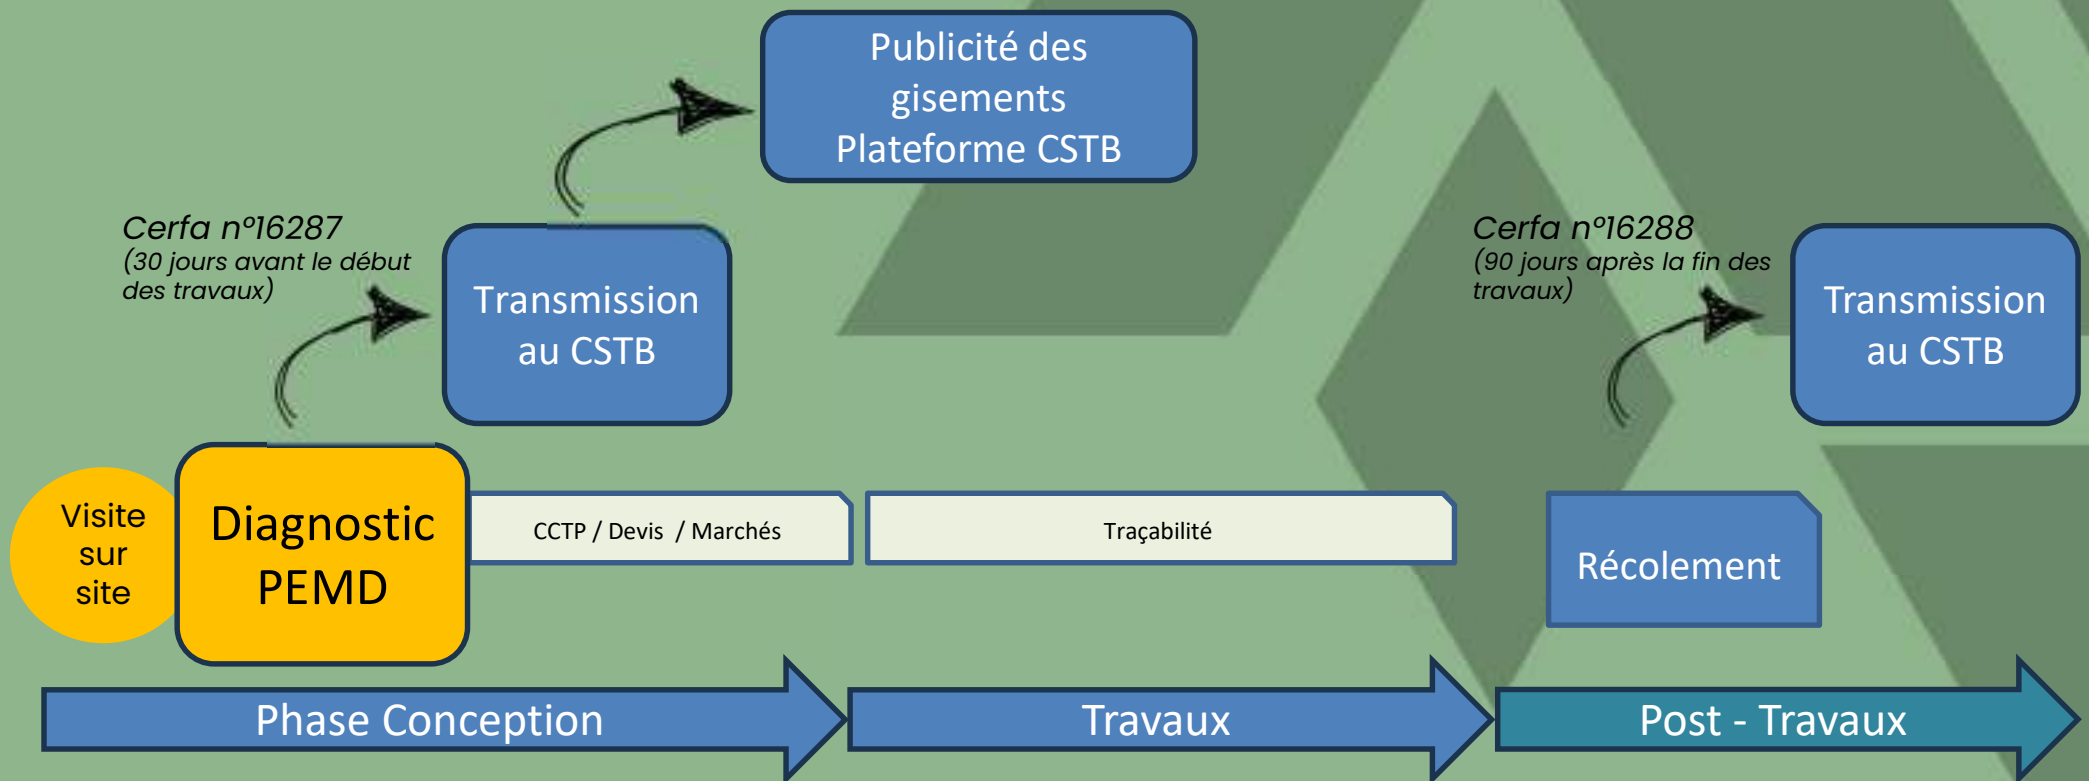 Publicité des
gisements
Plateforme CSTB
Cerfa n°16287
(30 jours avant le début
des travaux)
Transmission
au CSTB
Cerfa n°16288
(90 jours après la fin des
travaux)
Transmission
au CSTB
Visite
sur
site
Diagnostic
PEMD
CCTP / Devis / Marchés
Traçabilité
Récolement
Phase Conception
Travaux
Post - Travaux